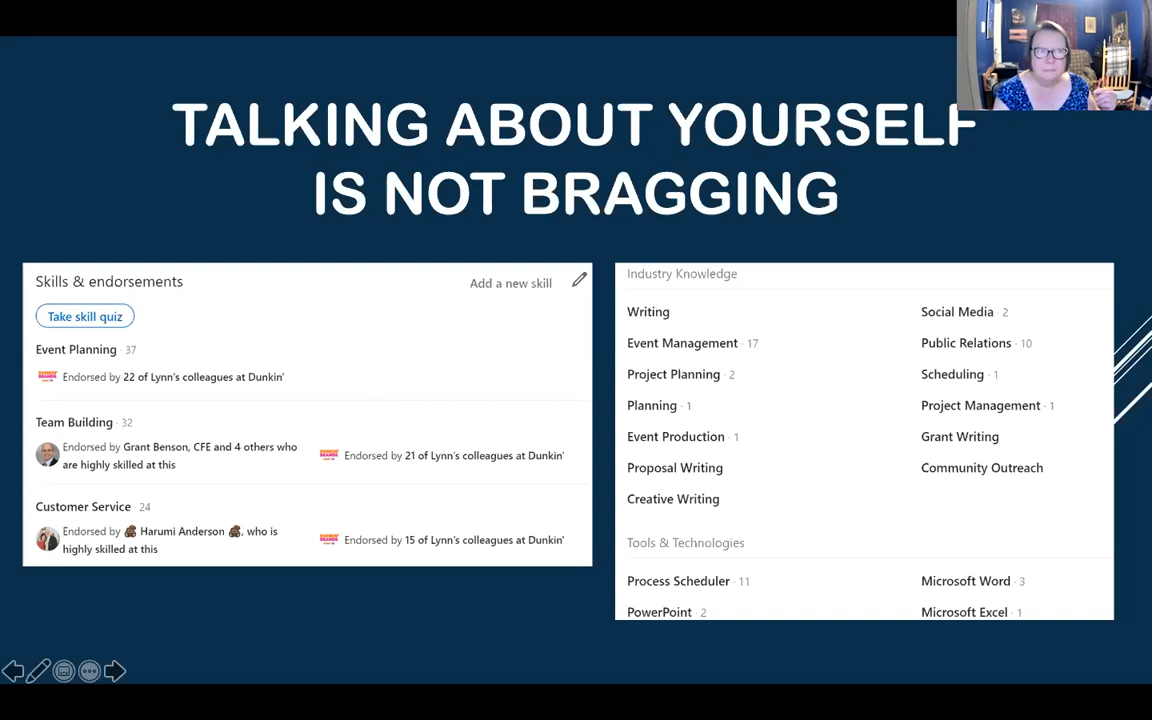 TALKING ABOUT YOURSELF
IS NOT BRAGGING
Skills & endorsements
Add a new skill
Take skill quiz
Event Planning · 37
Endorsed by 22 of Lynn's colleagues at Dunkin'
Team Building · 32
Endorsed by Grant Benson, CFE and 4 others who
are highly skilled at this
Endorsed by 21 of Lynn's colleagues at Dunkin'
Customer Service · 24
Endorsed by Harumi Anderson , who is
highly skilled at this
Endorsed by 15 of Lynn's colleagues at Dunkin'
Industry Knowledge
Writing
Social Media · 2
Event Management · 17
Public Relations · 10
Project Planning · 2
Scheduling · 1
Planning · 1
Project Management · 1
Event Production · 1
Grant Writing
Proposal Writing
Community Outreach
Creative Writing
Tools & Technologies
Process Scheduler · 11
Microsoft Word · 3
PowerPoint · 2
Microsoft Excel · 1